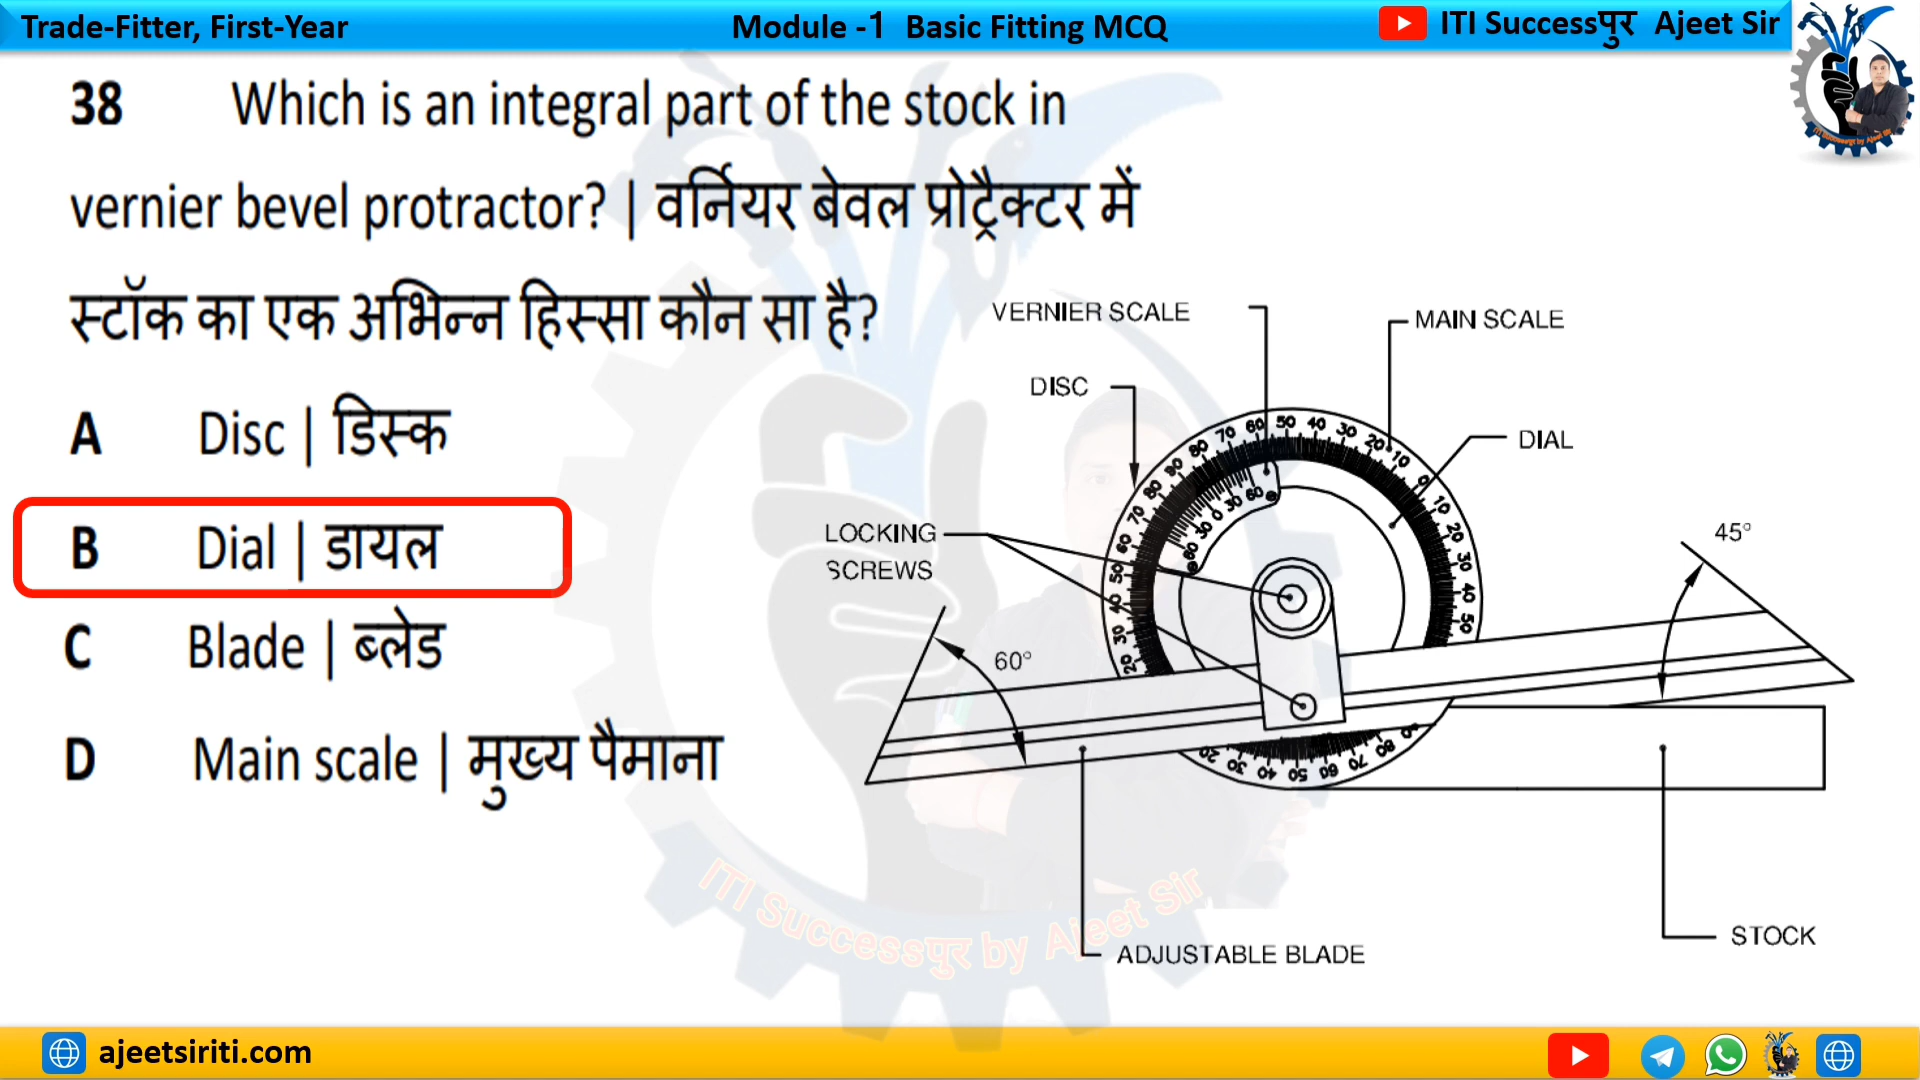 Trade-Fitter, First-Year
Module -1 Basic Fitting MCQ
ITI Successपुर Ajeet Sir
38 Which is an integral part of the stock in
vernier bevel protractor? | वर्नियर बेवल प्रोट्रैक्टर में
स्टॉक का एक अभिन्न हिस्सा कौन सा है?
A Disc | डिस्क
B Dial | डायल
C Blade | ब्लेड
D Main scale | मुख्य पैमाना
VERNIER SCALE
MAIN SCALE
DISC
DIAL
LOCKING
SCREWS
45°
60°
ADJUSTABLE BLADE
STOCK
ITI Successपुर by Ajeet Sir
ajeetsiriti.com